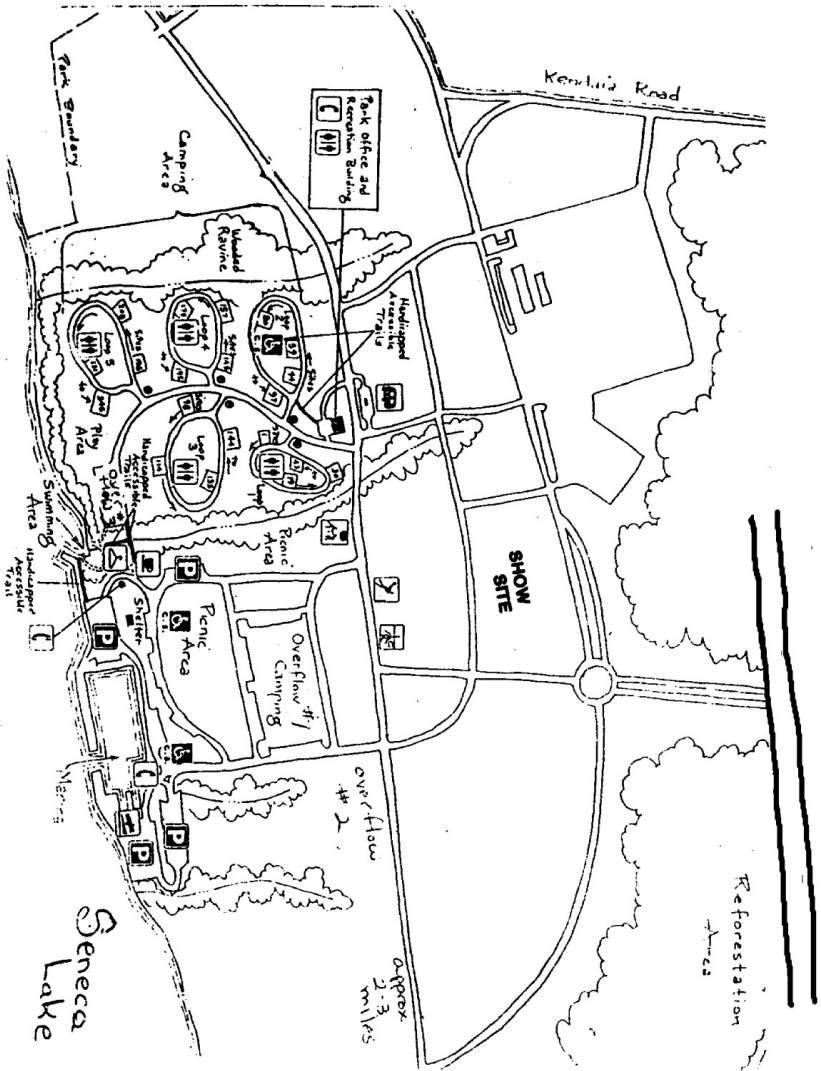 Road
Park Boundary
Camping
Area
Park Office and
Recreation Building
Wooded
Ravine
Handicapped
Accessible
Trails
Loop
2
Loop 4
Loop 5
Loop
3
Loop
1
Play
Area
Handicapped
Accessible
Trails
Swimming
Area
Handicapped
Accessible
Trail
Picnic
Area
SHOW
SITE
P
Shelter
P
Picnic
Area
Overflow #1
Camping
Marina
P
P
overflow
# 2
approx
2-3
miles
Reforestation
Area
Seneca
Lake